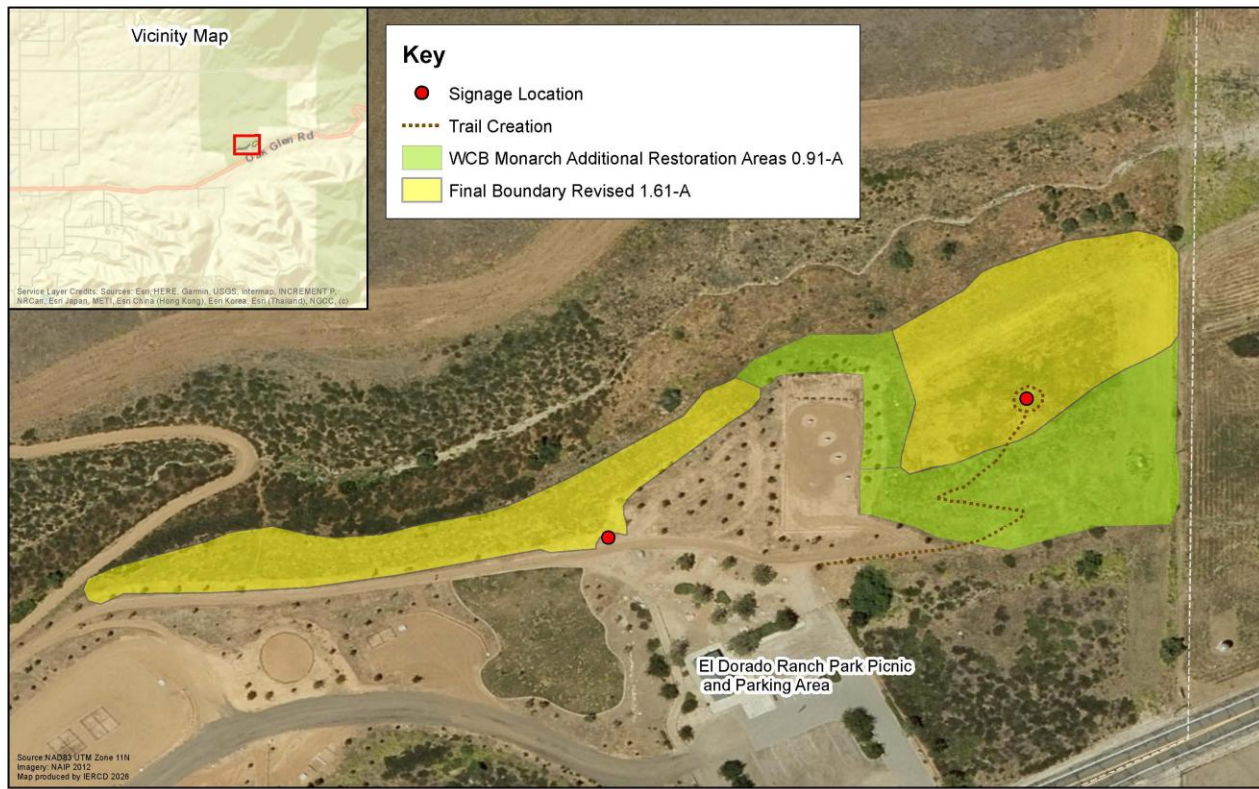 Vicinity Map
Oak Glen Rd
Service Layer Credits: Sources: Esri, HERE, Garmin, USGS, Intermap, INCREMENT P,
NRCan, Esri Japan, METI, Esri China (Hong Kong), Esri Korea, Esri (Thailand), NGCC, (c)
Key
Signage Location
Trail Creation
WCB Monarch Additional Restoration Areas 0.91-A
Final Boundary Revised 1.61-A
El Dorado Ranch Park Picnic
and Parking Area
Source:NAD83 UTM Zone 11N
Imagery: NAIP 2012
Map produced by IERCD 2026